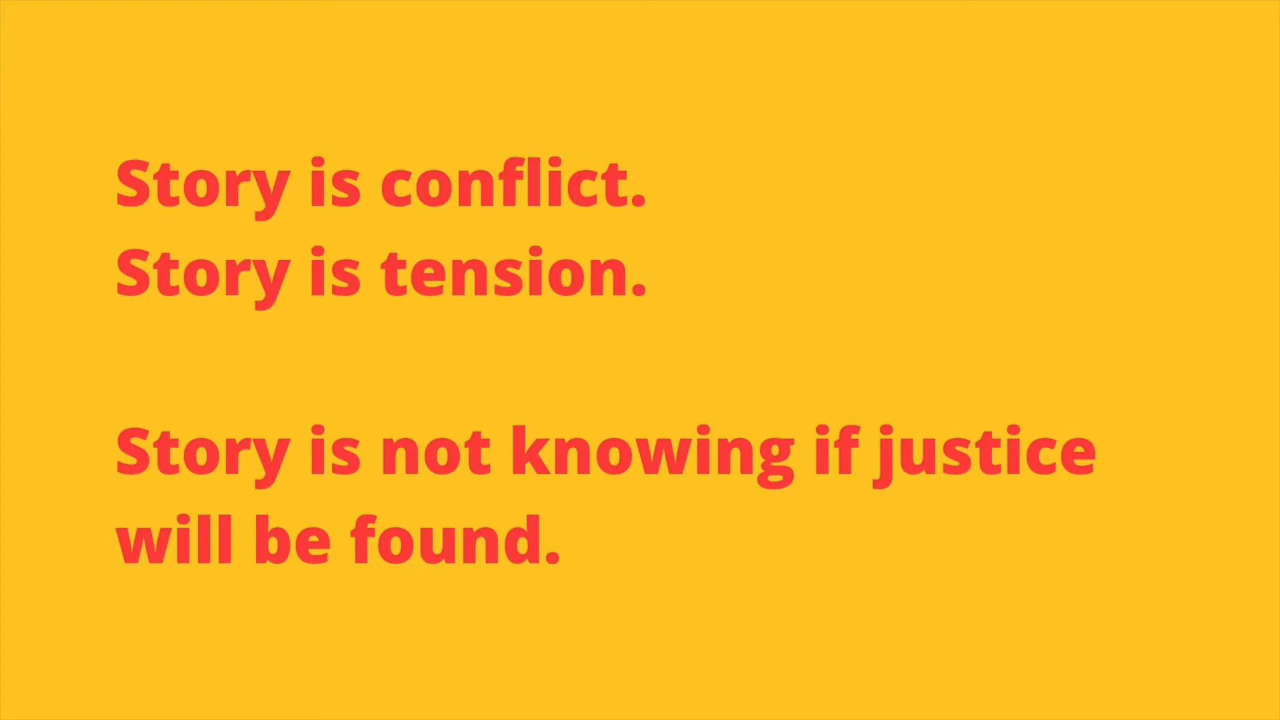 Story is conflict.
Story is tension.
Story is not knowing if justice
will be found.